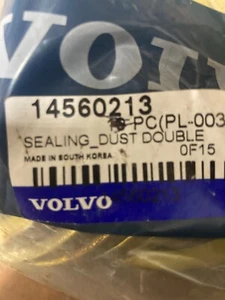 VOLVO
14560213
-PC(PL-003
SEALING_DUST DOUBLE
MADE IN SOUTH KOREA
0F15
VOLVO